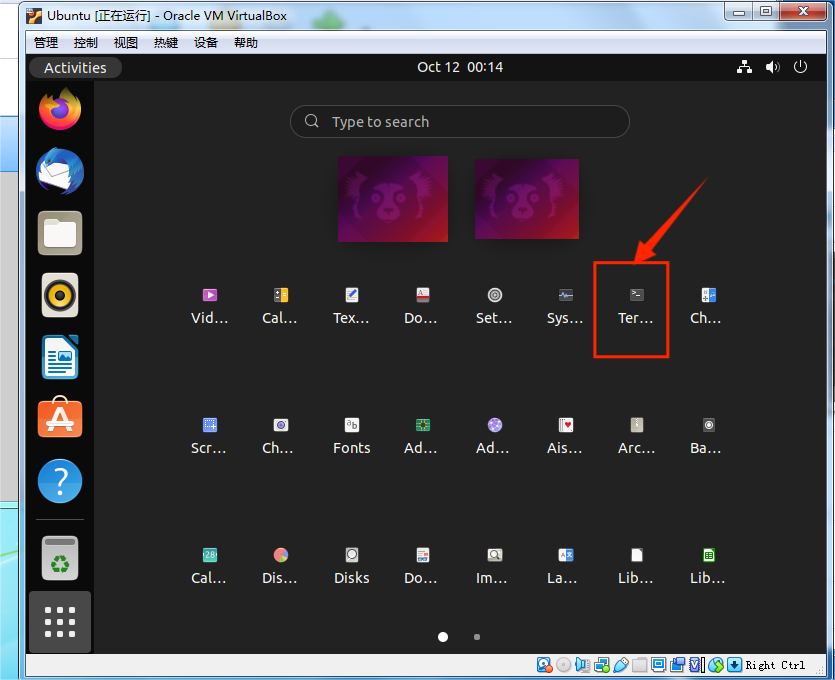 Ubuntu [正在运行] - Oracle VM VirtualBox
管理 控制 视图 热键 设备 帮助
Activities
Oct 12 00:14
Type to search
Vid... Cal... Tex... Do... Set... Sys... Ter... Ch...
Scr... Ch... Fonts Ad... Ad... Ais... Arc... Ba...
Cal... Dis... Disks Do... Im... La... Lib... Lib...
Right Ctrl